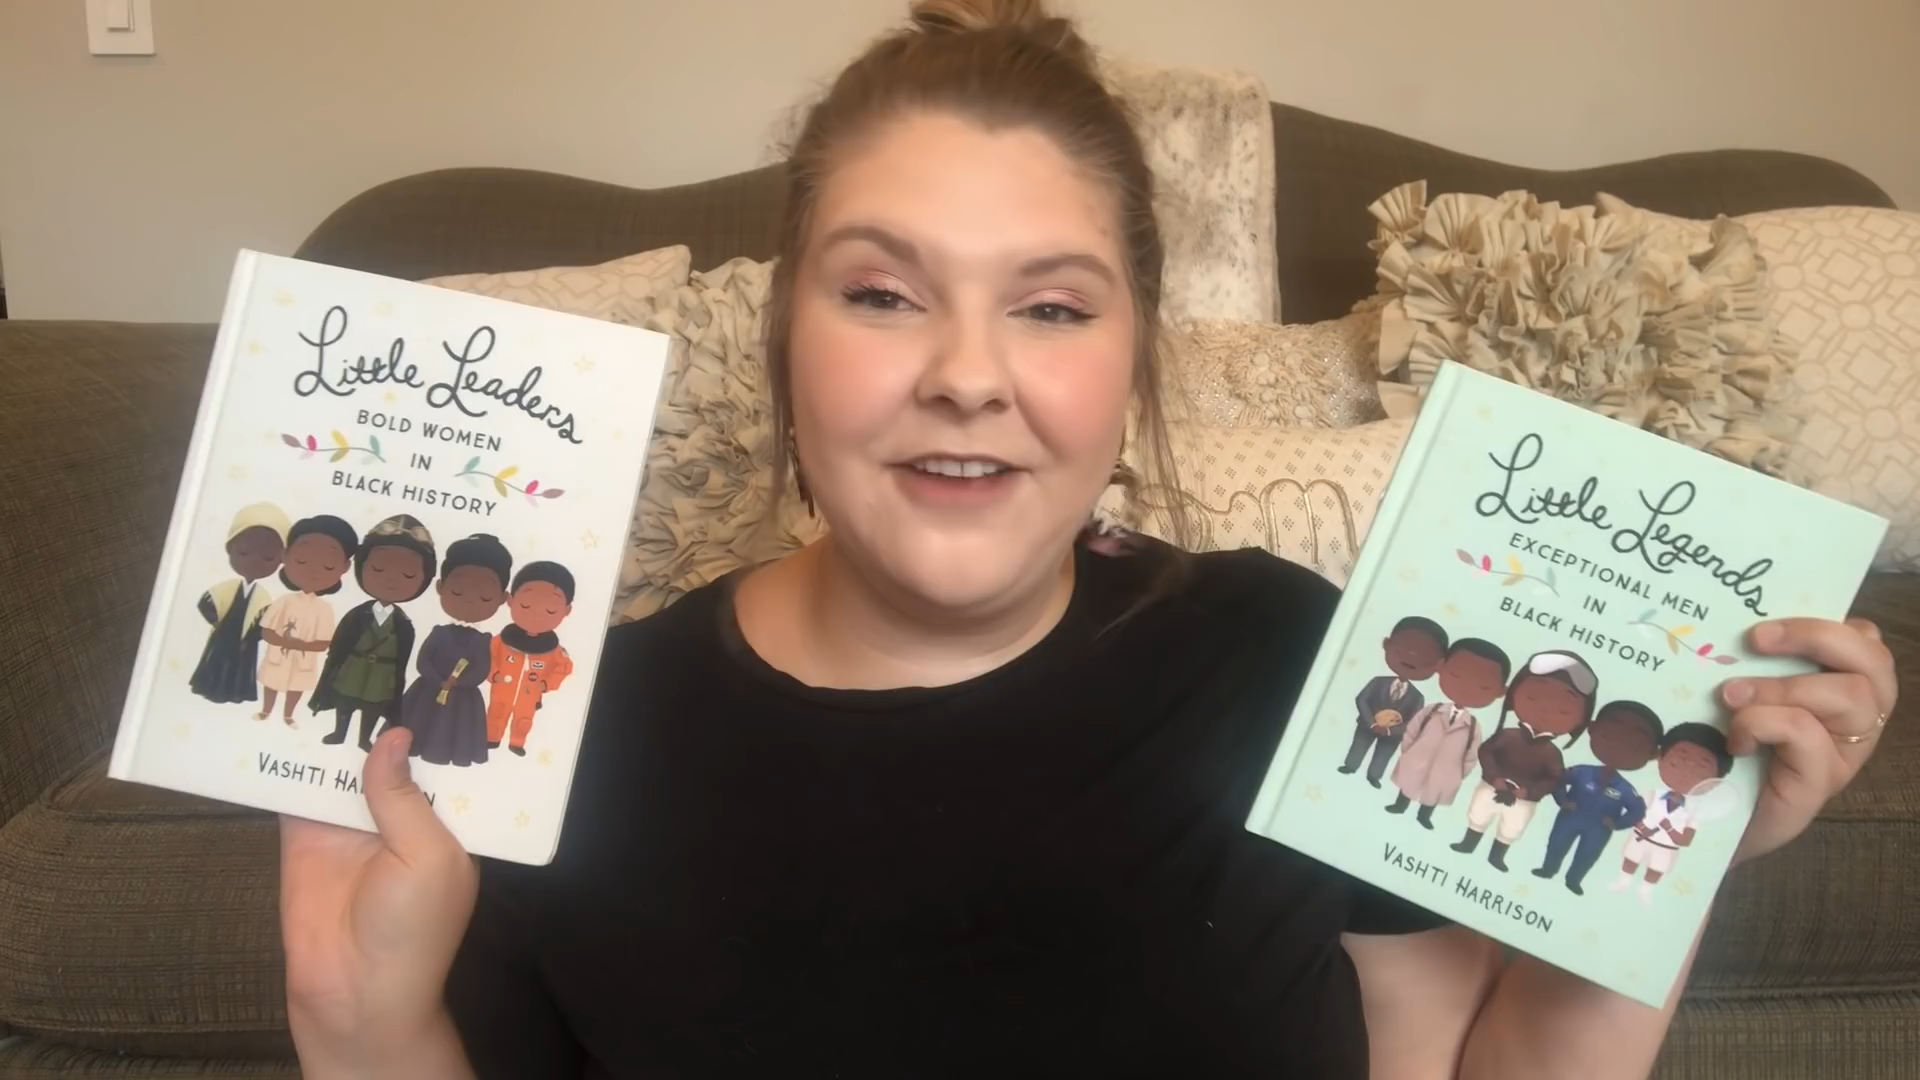 Little Leaders
BOLD WOMEN
IN
BLACK HISTORY
VASHTI
Little Legends
EXCEPTIONAL MEN
IN
BLACK HISTORY
VASHTI HARRISON